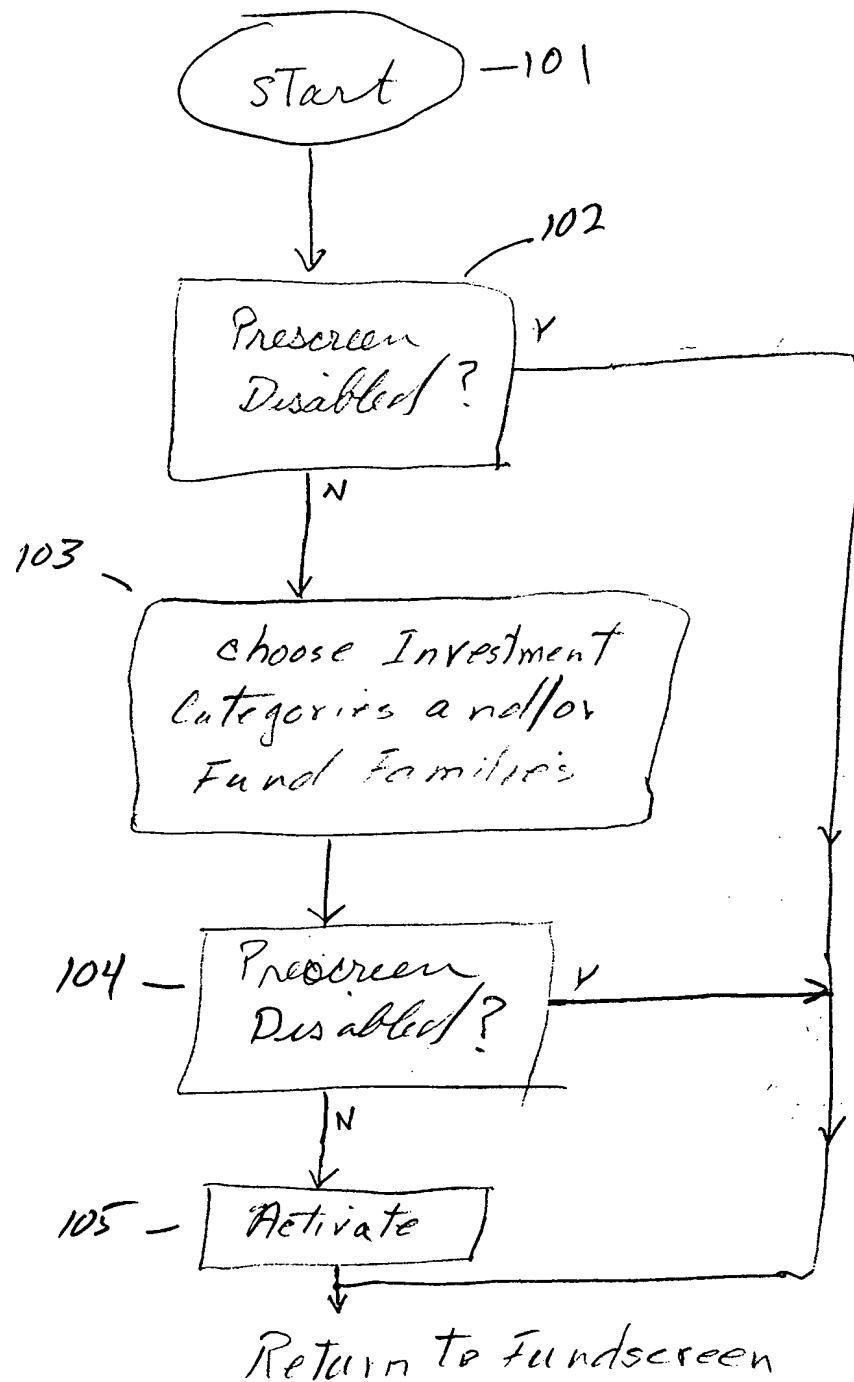 START
101
102
Prescreen
Disabled?
Y
N
103
choose Investment
Categories and/or
Fund Families
104
Prescreen
Disabled?
Y
N
105
Activate
Return to Fundscreen